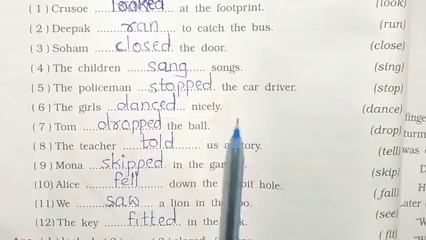 (1) Crusoe ... looked ... at the footprint. (look)
(2) Deepak ... ran ... to catch the bus. (run)
(3) Soham ... closed ... the door. (close)
(4) The children ... sang ... songs. (sing)
(5) The policeman ... stopped ... the car driver. (stop)
(6) The girls ... danced ... nicely. (dance)
(7) Tom ... dropped ... the ball. (drop)
(8) The teacher ... told ... us a (tell)
(9) Mona ... skipped ... in the (skip)
(10) Alice ... fell ... down the hole. (fall)
(11) We ... saw ... a lion in the (see)
(12) The key ... fitted ... in the (fit)